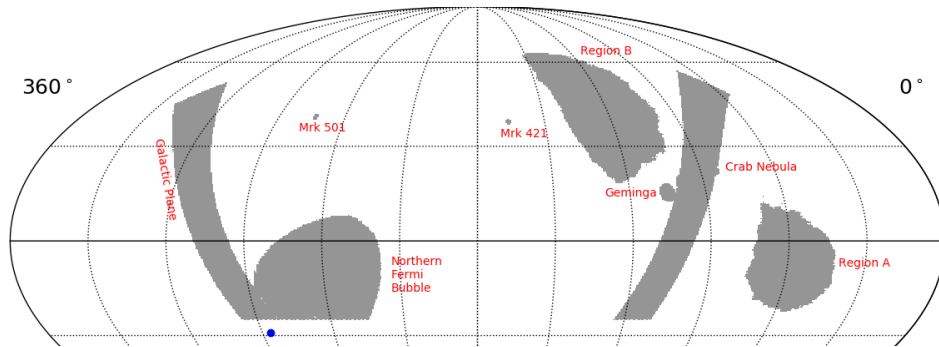 Region B
360°
0°
Mrk 501
Mrk 421
Galactic Plane
Crab Nebula
Geminga
Northern
Fermi
Bubble
Region A